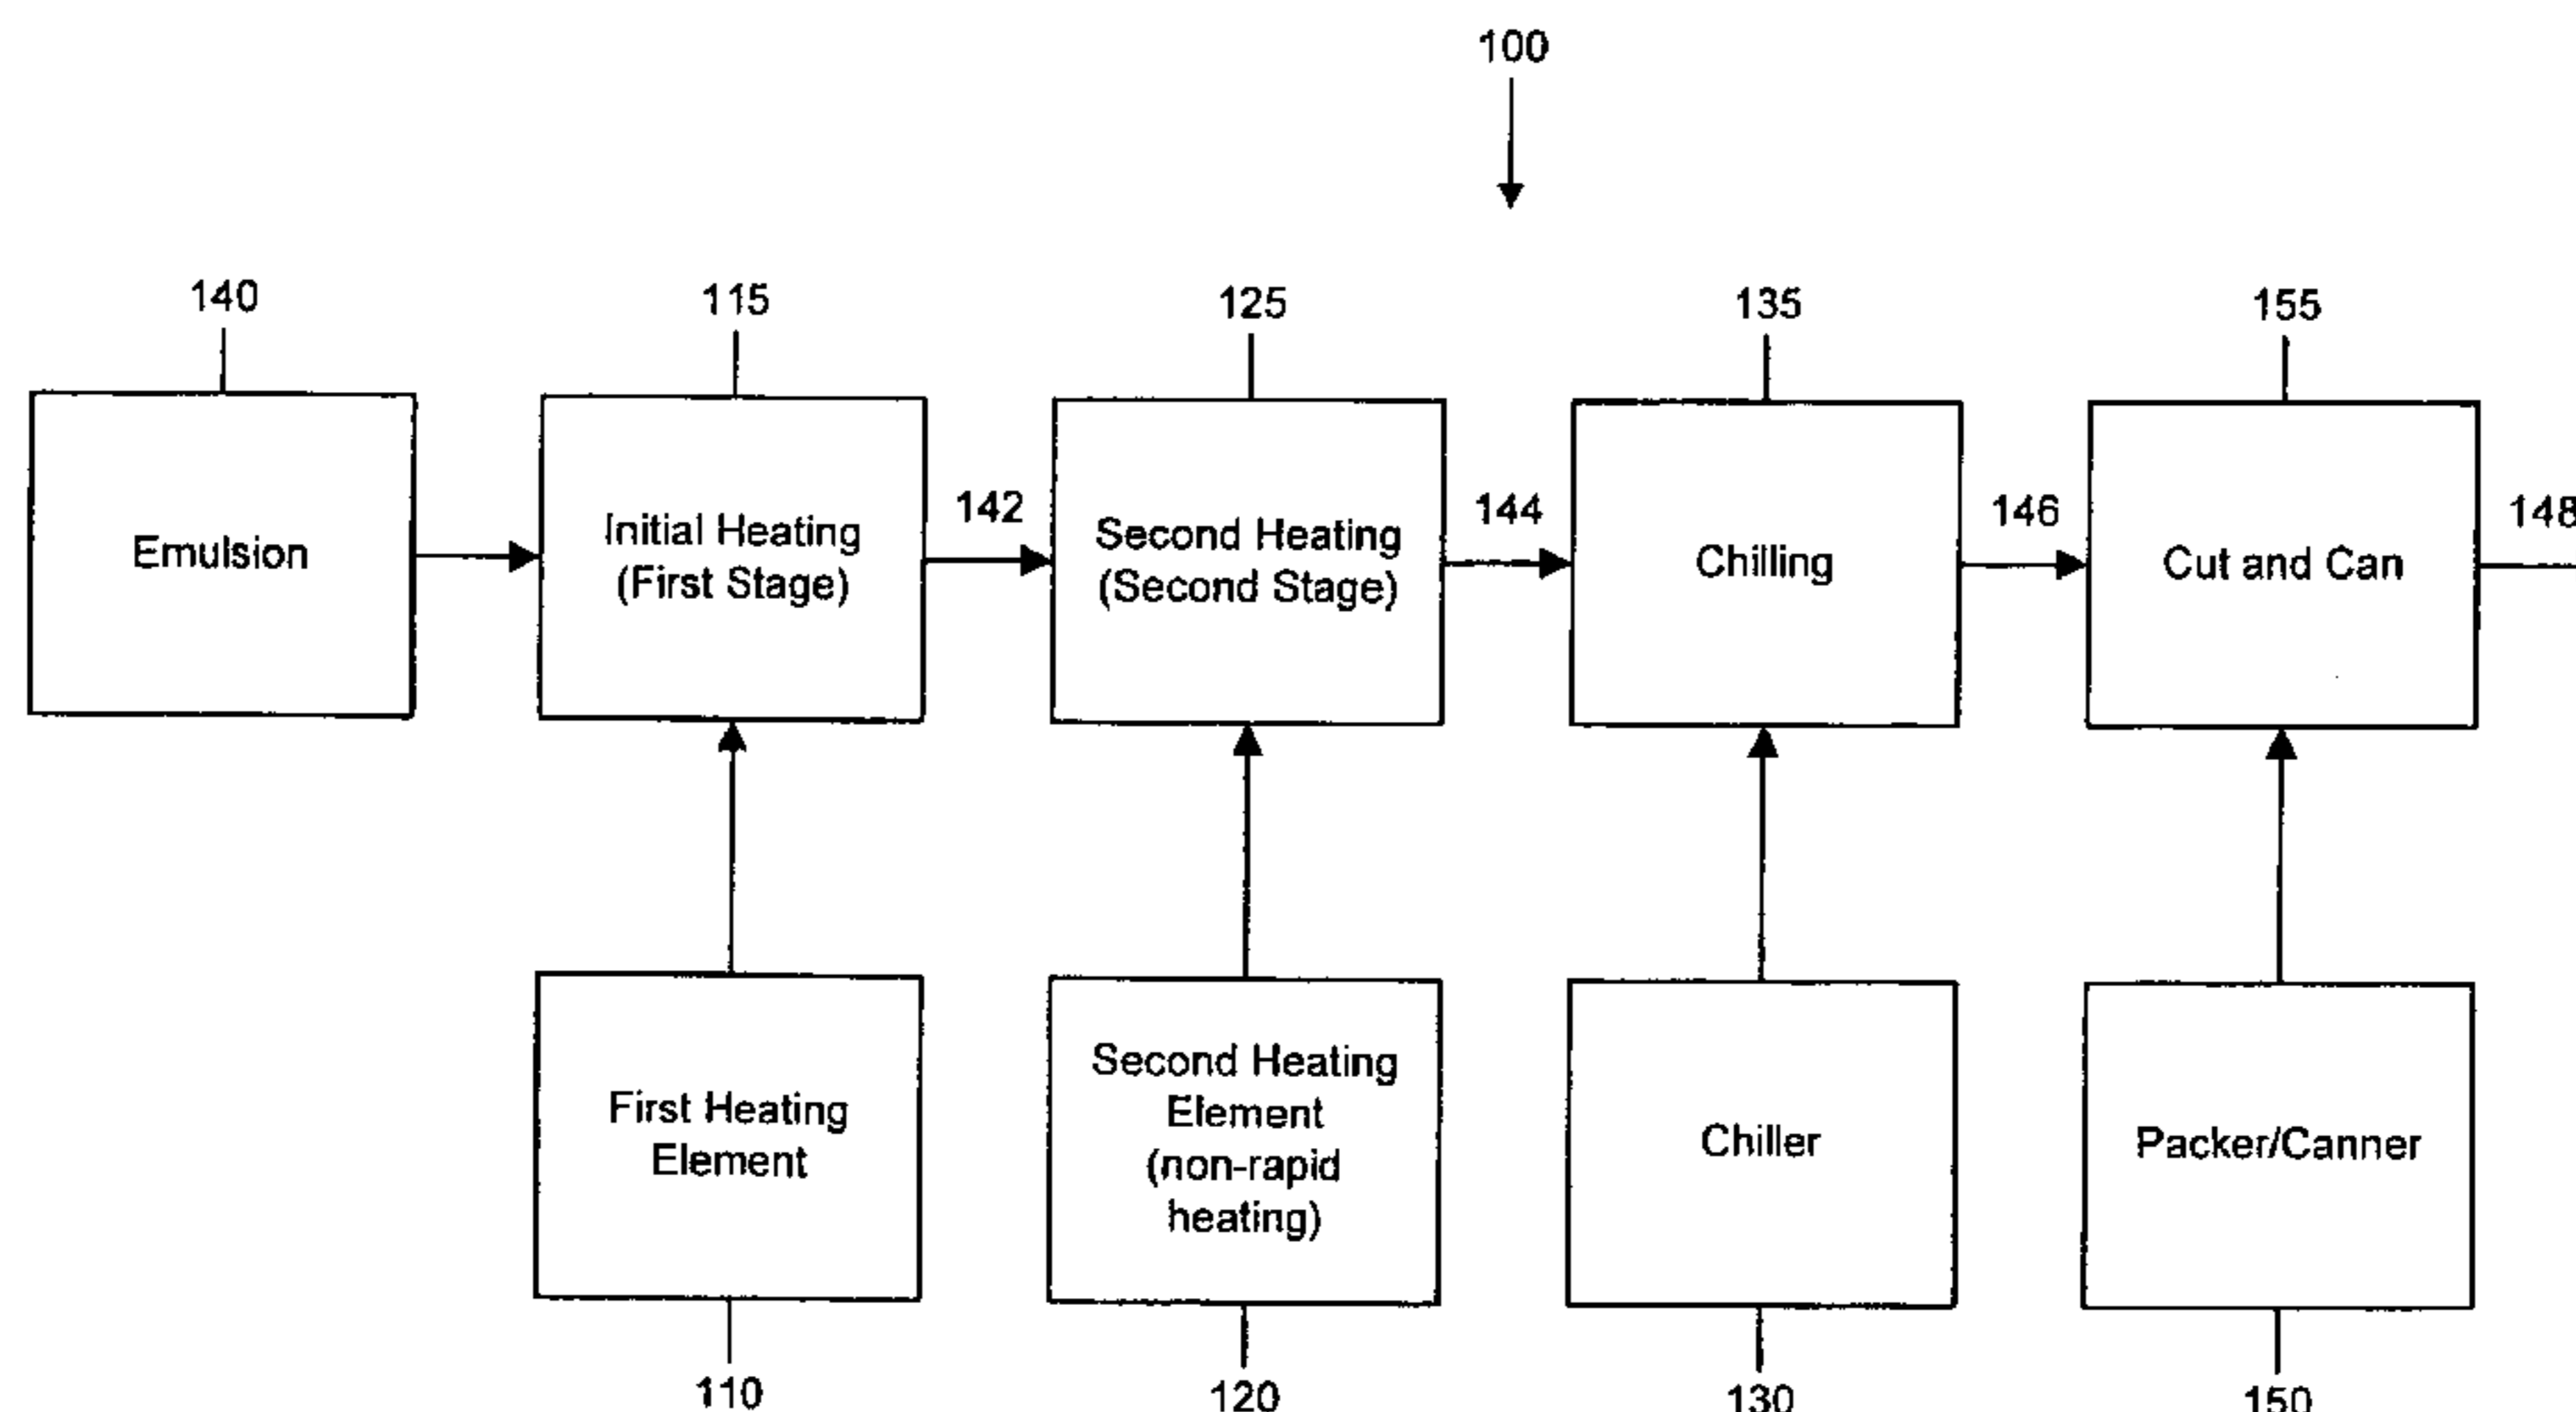 100
140
115
125
135
155
Emulsion
Initial Heating
(First Stage)
142
Second Heating
(Second Stage)
144
Chilling
146
Cut and Can
148
First Heating
Element
Second Heating
Element
(non-rapid
heating)
Chiller
Packer/Canner
110
120
130
150